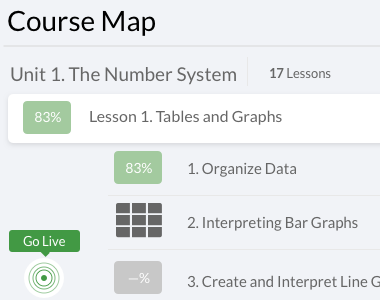 Course Map
Unit 1. The Number System 17 Lessons
83% Lesson 1. Tables and Graphs
83% 1. Organize Data
2. Interpreting Bar Graphs
Go Live
—% 3. Create and Interpret Line G